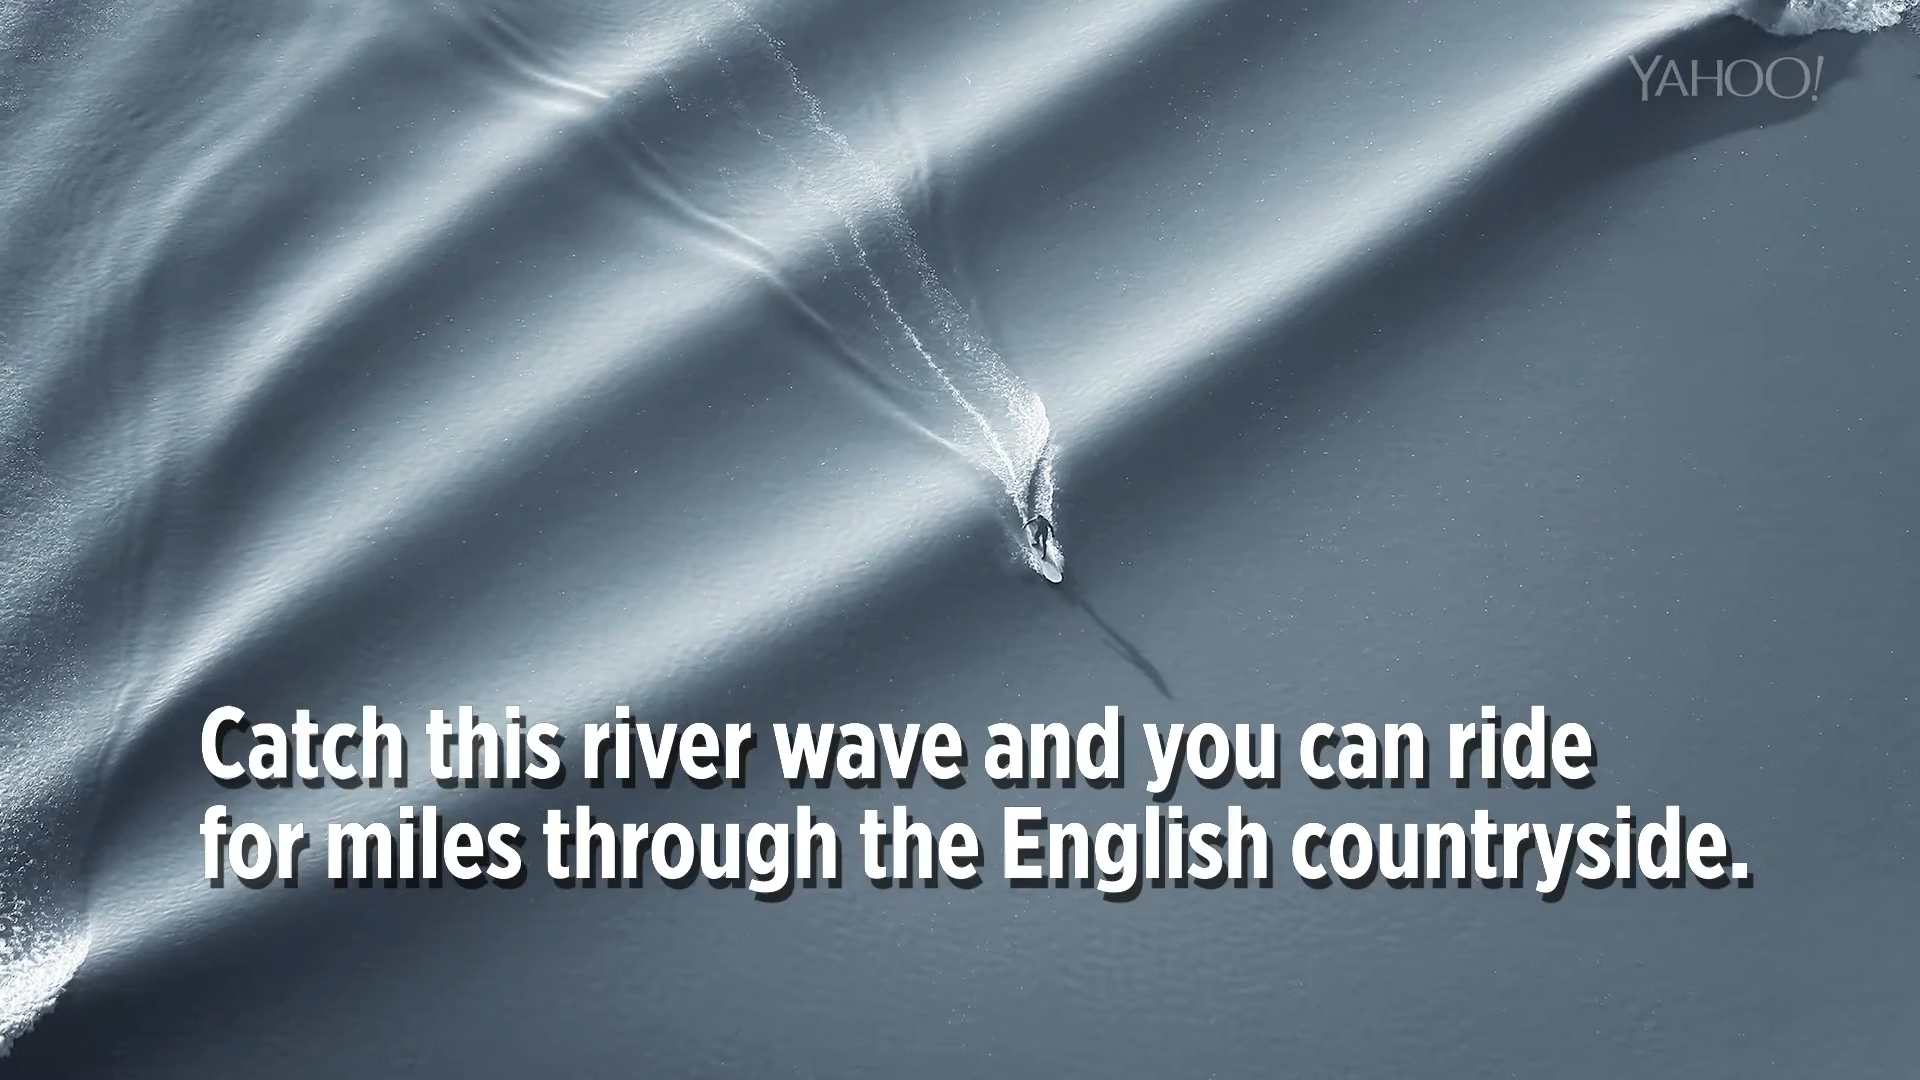 YAHOO!
Catch this river wave and you can ride
for miles through the English countryside.